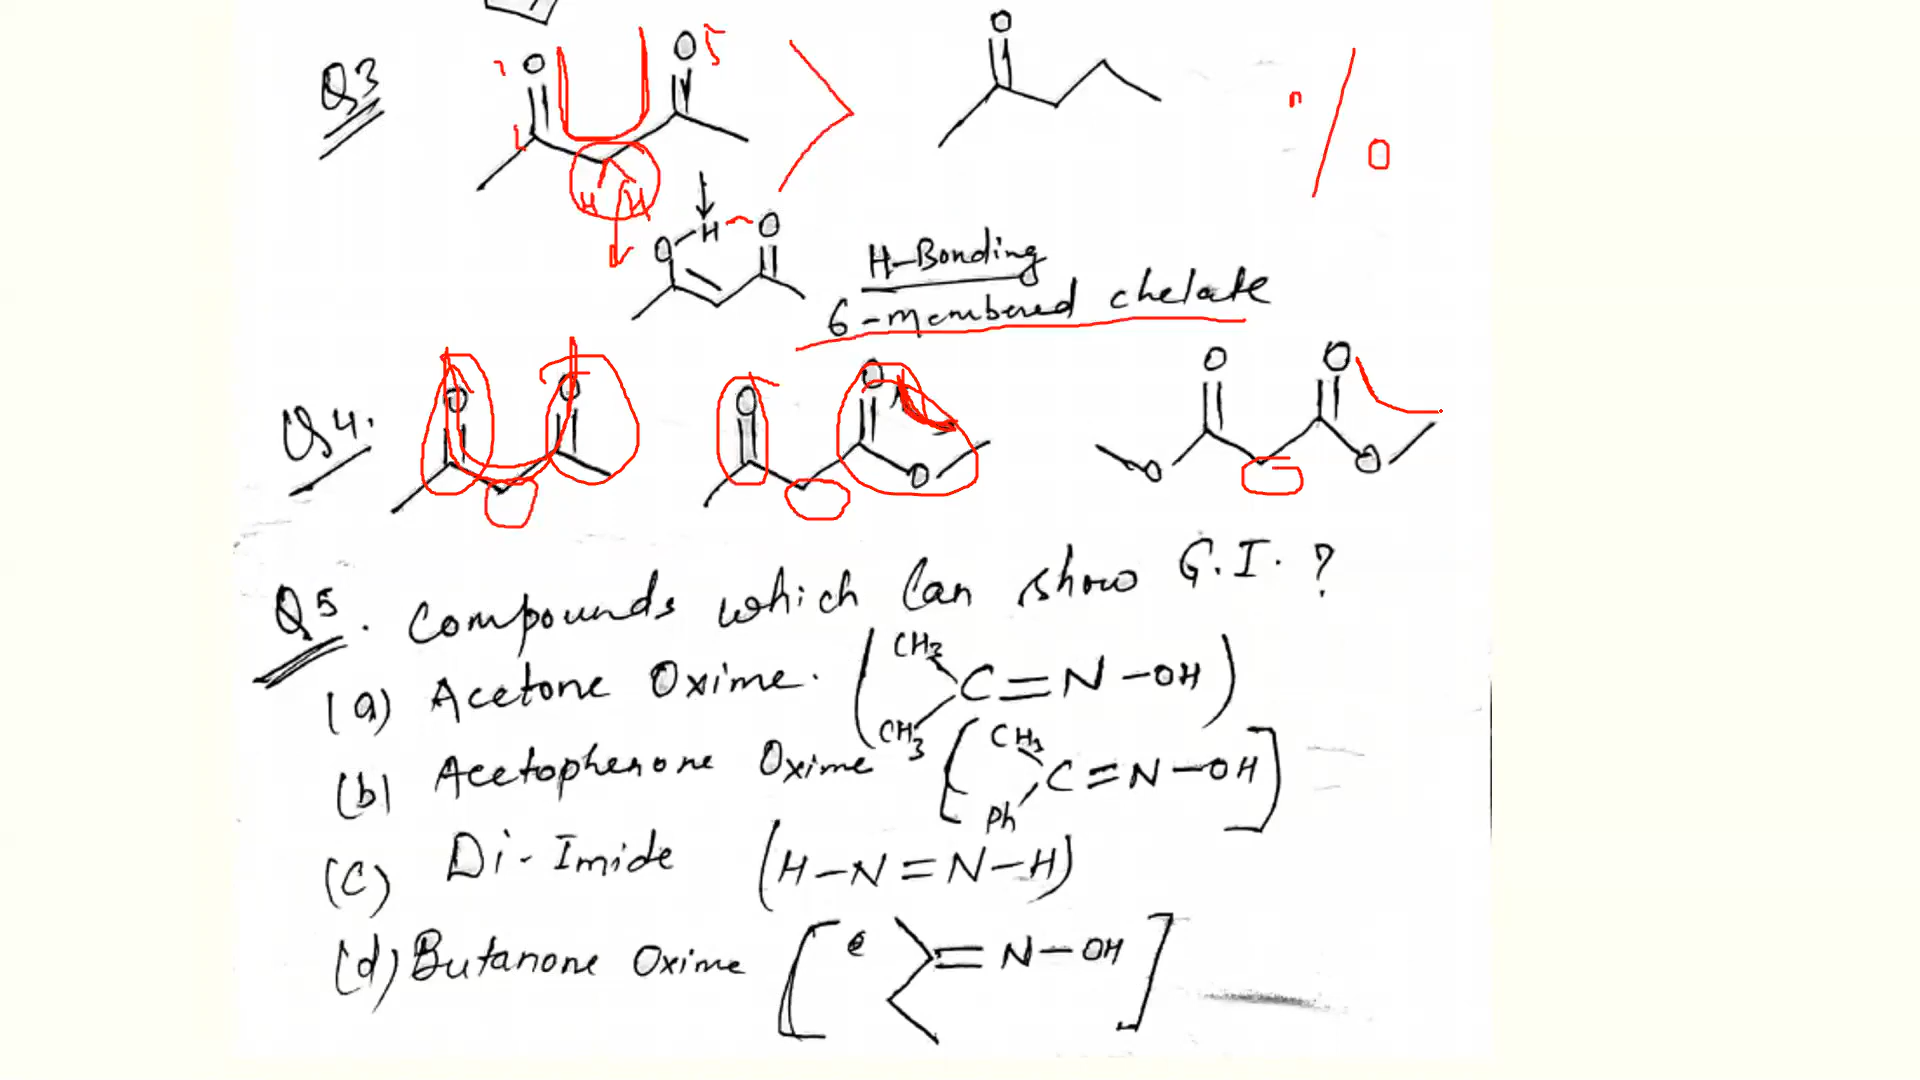 Q3
O
O 5
O
H H
H
O
O
H-Bonding
6-membered chelate
Q4.
O O
O O O
O O O O
Q5. Compounds which can show G.I.?
(a) Acetone Oxime. (CH3 CH3 C=N-OH)
(b) Acetophenone Oxime [CH3 Ph C=N-OH]
(c) Di-Imide (H-N=N-H)
(d) Butanone Oxime [ =N-OH]